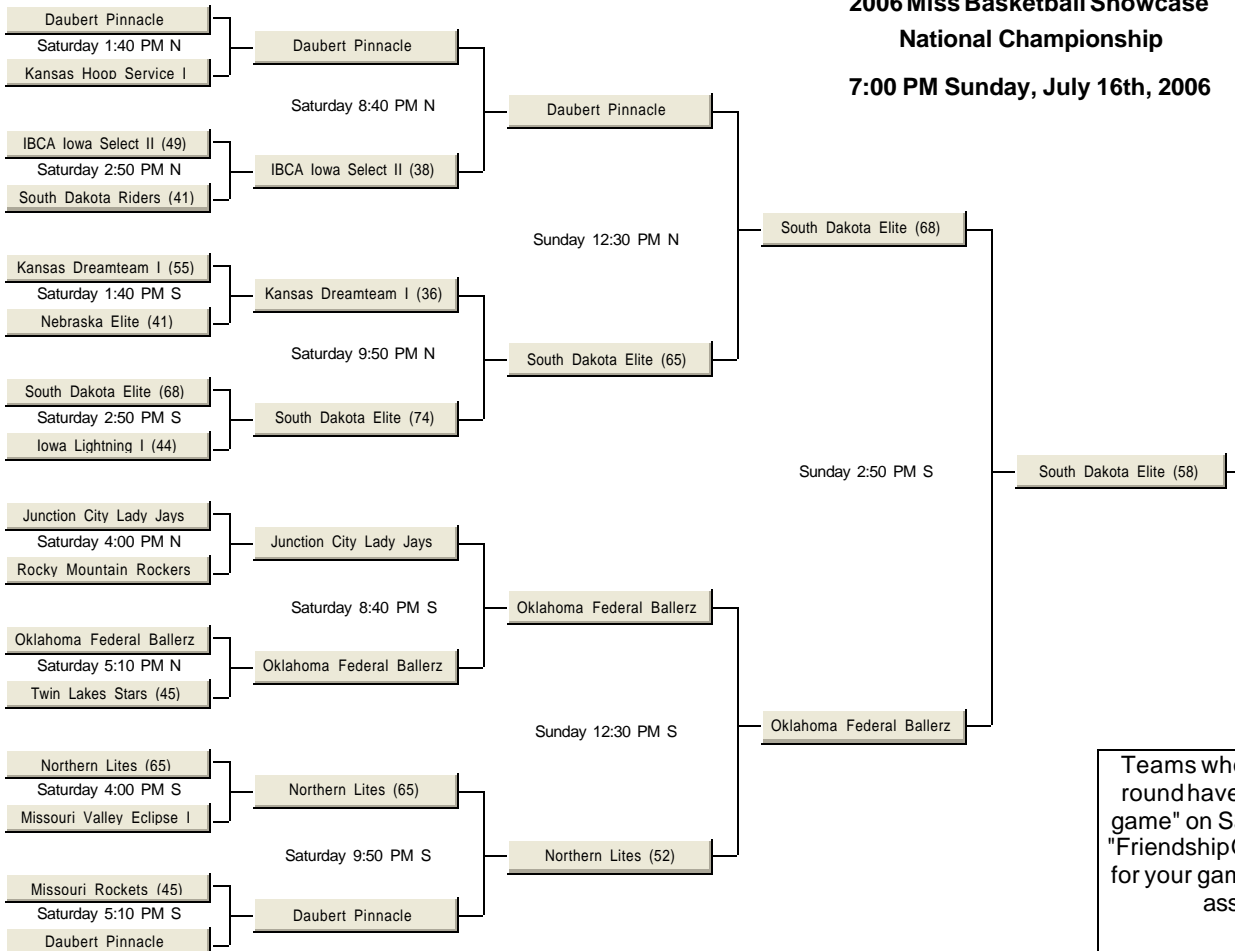 2006 Miss Basketball Showcase
National Championship
7:00 PM Sunday, July 16th, 2006
Daubert Pinnacle
Saturday 1:40 PM N
Kansas Hoop Service I
IBCA Iowa Select II (49)
Saturday 2:50 PM N
South Dakota Riders (41)
Kansas Dreamteam I (55)
Saturday 1:40 PM S
Nebraska Elite (41)
South Dakota Elite (68)
Saturday 2:50 PM S
Iowa Lightning I (44)
Junction City Lady Jays
Saturday 4:00 PM N
Rocky Mountain Rockers
Oklahoma Federal Ballerz
Saturday 5:10 PM N
Twin Lakes Stars (45)
Northern Lites (65)
Saturday 4:00 PM S
Missouri Valley Eclipse I
Missouri Rockets (45)
Saturday 5:10 PM S
Daubert Pinnacle
Daubert Pinnacle
Saturday 8:40 PM N
IBCA Iowa Select II (38)
Kansas Dreamteam I (36)
Saturday 9:50 PM N
South Dakota Elite (74)
Junction City Lady Jays
Saturday 8:40 PM S
Oklahoma Federal Ballerz
Northern Lites (65)
Saturday 9:50 PM S
Daubert Pinnacle
Daubert Pinnacle
Sunday 12:30 PM N
South Dakota Elite (65)
Oklahoma Federal Ballerz
Sunday 12:30 PM S
Northern Lites (52)
South Dakota Elite (68)
Sunday 2:50 PM S
Oklahoma Federal Ballerz
South Dakota Elite (58)
Teams
round have
game" on
for your